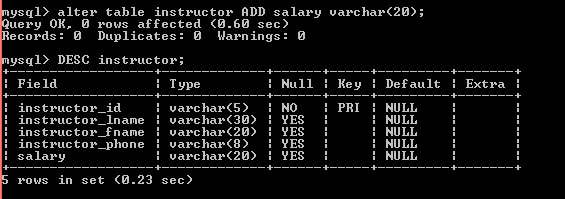 mysql> alter table instructor ADD salary varchar(20);
Query OK, 0 rows affected (0.60 sec)
Records: 0  Duplicates: 0  Warnings: 0

mysql> DESC instructor;
+------------------+-------------+------+-----+---------+-------+
| Field            | Type        | Null | Key | Default | Extra |
+------------------+-------------+------+-----+---------+-------+
| instructor_id    | varchar(5)  | NO   | PRI | NULL    |       |
| instructor_lname | varchar(30) | YES  |     | NULL    |       |
| instructor_fname | varchar(20) | YES  |     | NULL    |       |
| instructor_phone | varchar(8)  | YES  |     | NULL    |       |
| salary           | varchar(20) | YES  |     | NULL    |       |
+------------------+-------------+------+-----+---------+-------+
5 rows in set (0.23 sec)